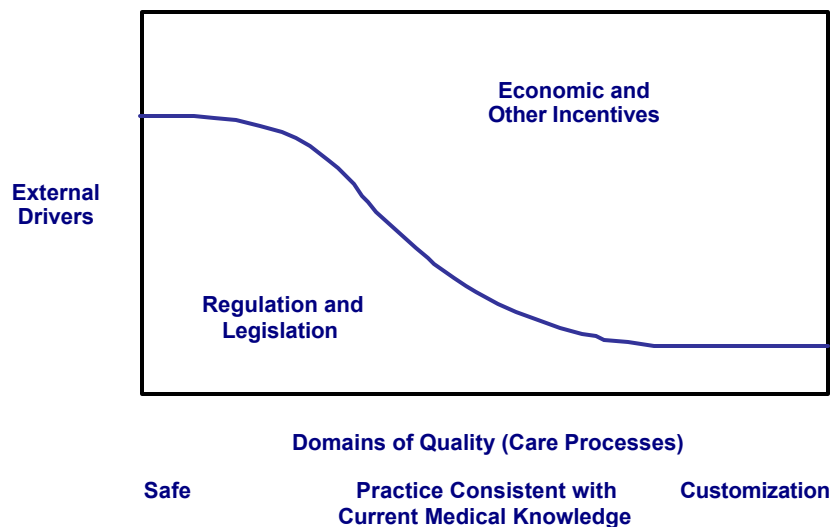 Economic and
Other Incentives
External
Drivers
Regulation and
Legislation
Domains of Quality (Care Processes)
Safe
Practice Consistent with
Current Medical Knowledge
Customization